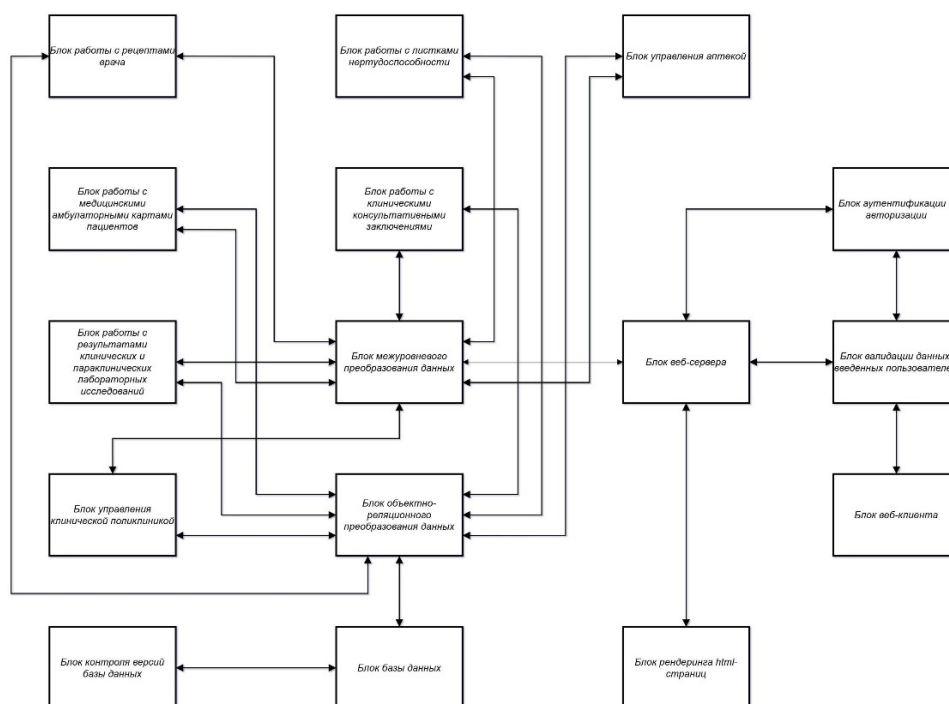 Блок работы с рецептами
врача
Блок работы с листками
нертудоспособности
Блок управления аптекой
Блок работы с
медицинскими
амбулаторными картами
пациентов
Блок работы с
клиническими
консультативными
заключениями
Блок аутентификации
авторизации
Блок работы с
результатами
клинических и
параклинических
лабораторных
исследований
Блок межуровневого
преобразования данных
Блок веб-сервера
Блок валидации данных
введенных пользователе
Блок управления
клинической поликлиникой
Блок объектно-
реляционного
преобразования данных
Блок веб-клиента
Блок контроля версий
базы данных
Блок базы данных
Блок рендеринга html-
страниц